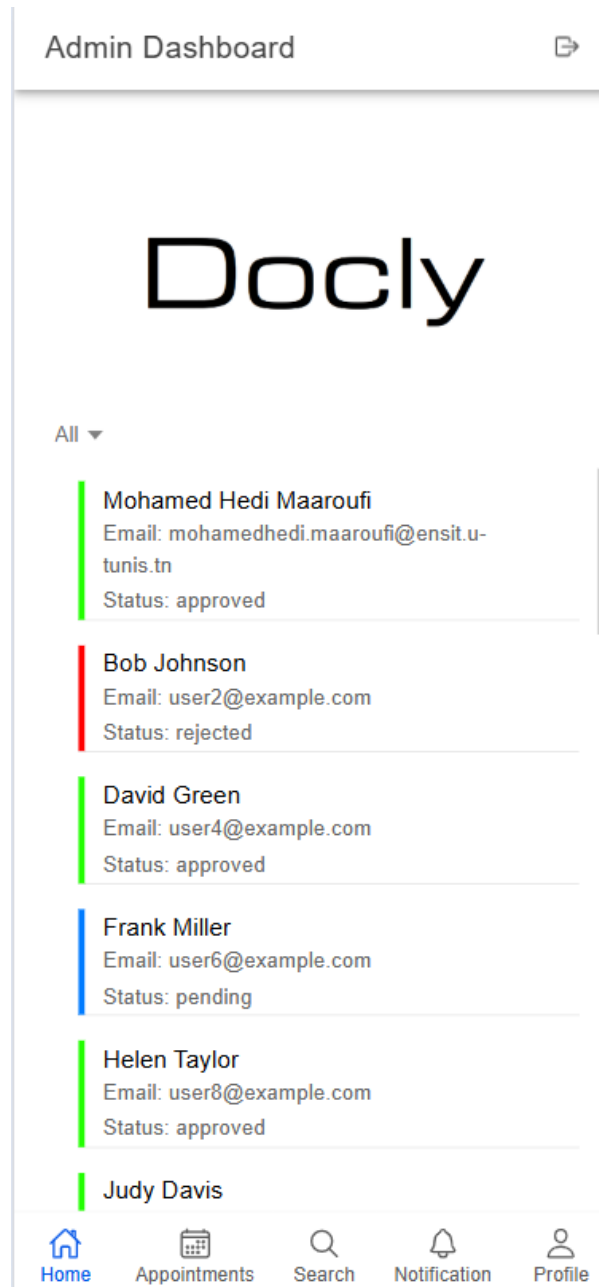 Admin Dashboard
Docly
All
Mohamed Hedi Maaroufi
Email: mohamedhedi.maaroufi@ensit.u-
tunis.tn
Status: approved
Bob Johnson
Email: user2@example.com
Status: rejected
David Green
Email: user4@example.com
Status: approved
Frank Miller
Email: user6@example.com
Status: pending
Helen Taylor
Email: user8@example.com
Status: approved
Judy Davis
Home Appointments Search Notification Profile